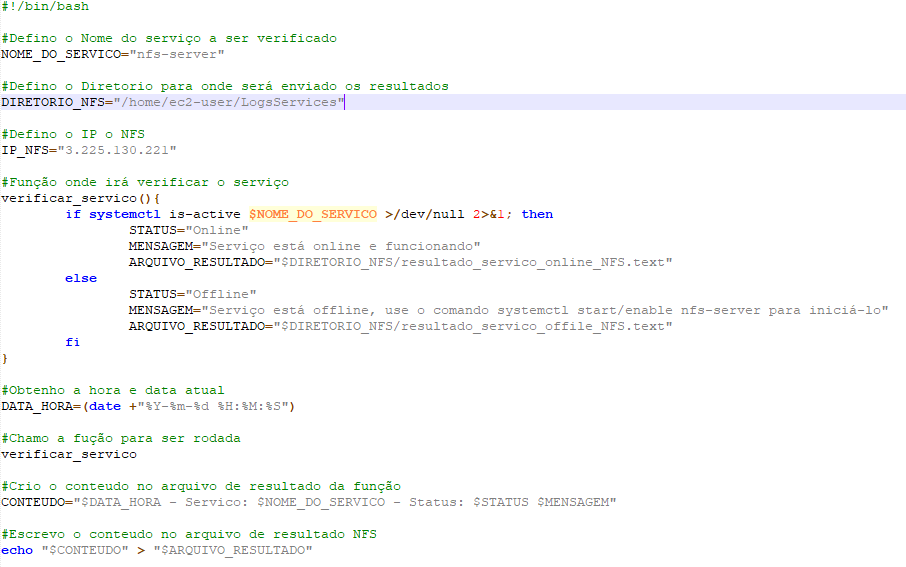 #!/bin/bash
#Defino o Nome do serviço a ser verificado
NOME_DO_SERVICO="nfs-server"
#Defino o Diretorio para onde será enviado os resultados
DIRETORIO_NFS="/home/ec2-user/LogsServices"
#Defino o IP o NFS
IP_NFS="3.225.130.221"
#Função onde irá verificar o serviço
verificar_servico(){
        if systemctl is-active $NOME_DO_SERVICO >/dev/null 2>&1; then
                STATUS="Online"
                MENSAGEM="Serviço está online e funcionando"
                ARQUIVO_RESULTADO="$DIRETORIO_NFS/resultado_servico_online_NFS.text"
        else
                STATUS="Offline"
                MENSAGEM="Serviço está offline, use o comando systemctl start/enable nfs-server para iniciá-lo"
                ARQUIVO_RESULTADO="$DIRETORIO_NFS/resultado_servico_offile_NFS.text"
        fi
}
#Obtenho a hora e data atual
DATA_HORA=(date +"%Y-%m-%d %H:%M:%S")
#Chamo a fução para ser rodada
verificar_servico
#Crio o conteudo no arquivo de resultado da função
CONTEUDO="$DATA_HORA - Servico: $NOME_DO_SERVICO - Status: $STATUS $MENSAGEM"
#Escrevo o conteudo no arquivo de resultado NFS
echo "$CONTEUDO" > "$ARQUIVO_RESULTADO"